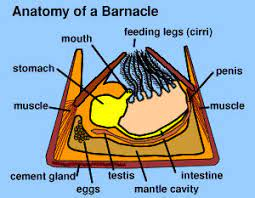 Anatomy of a Barnacle
feeding legs (cirri)
mouth
stomach
penis
muscle
muscle
cement gland
testis
intestine
eggs
mantle cavity